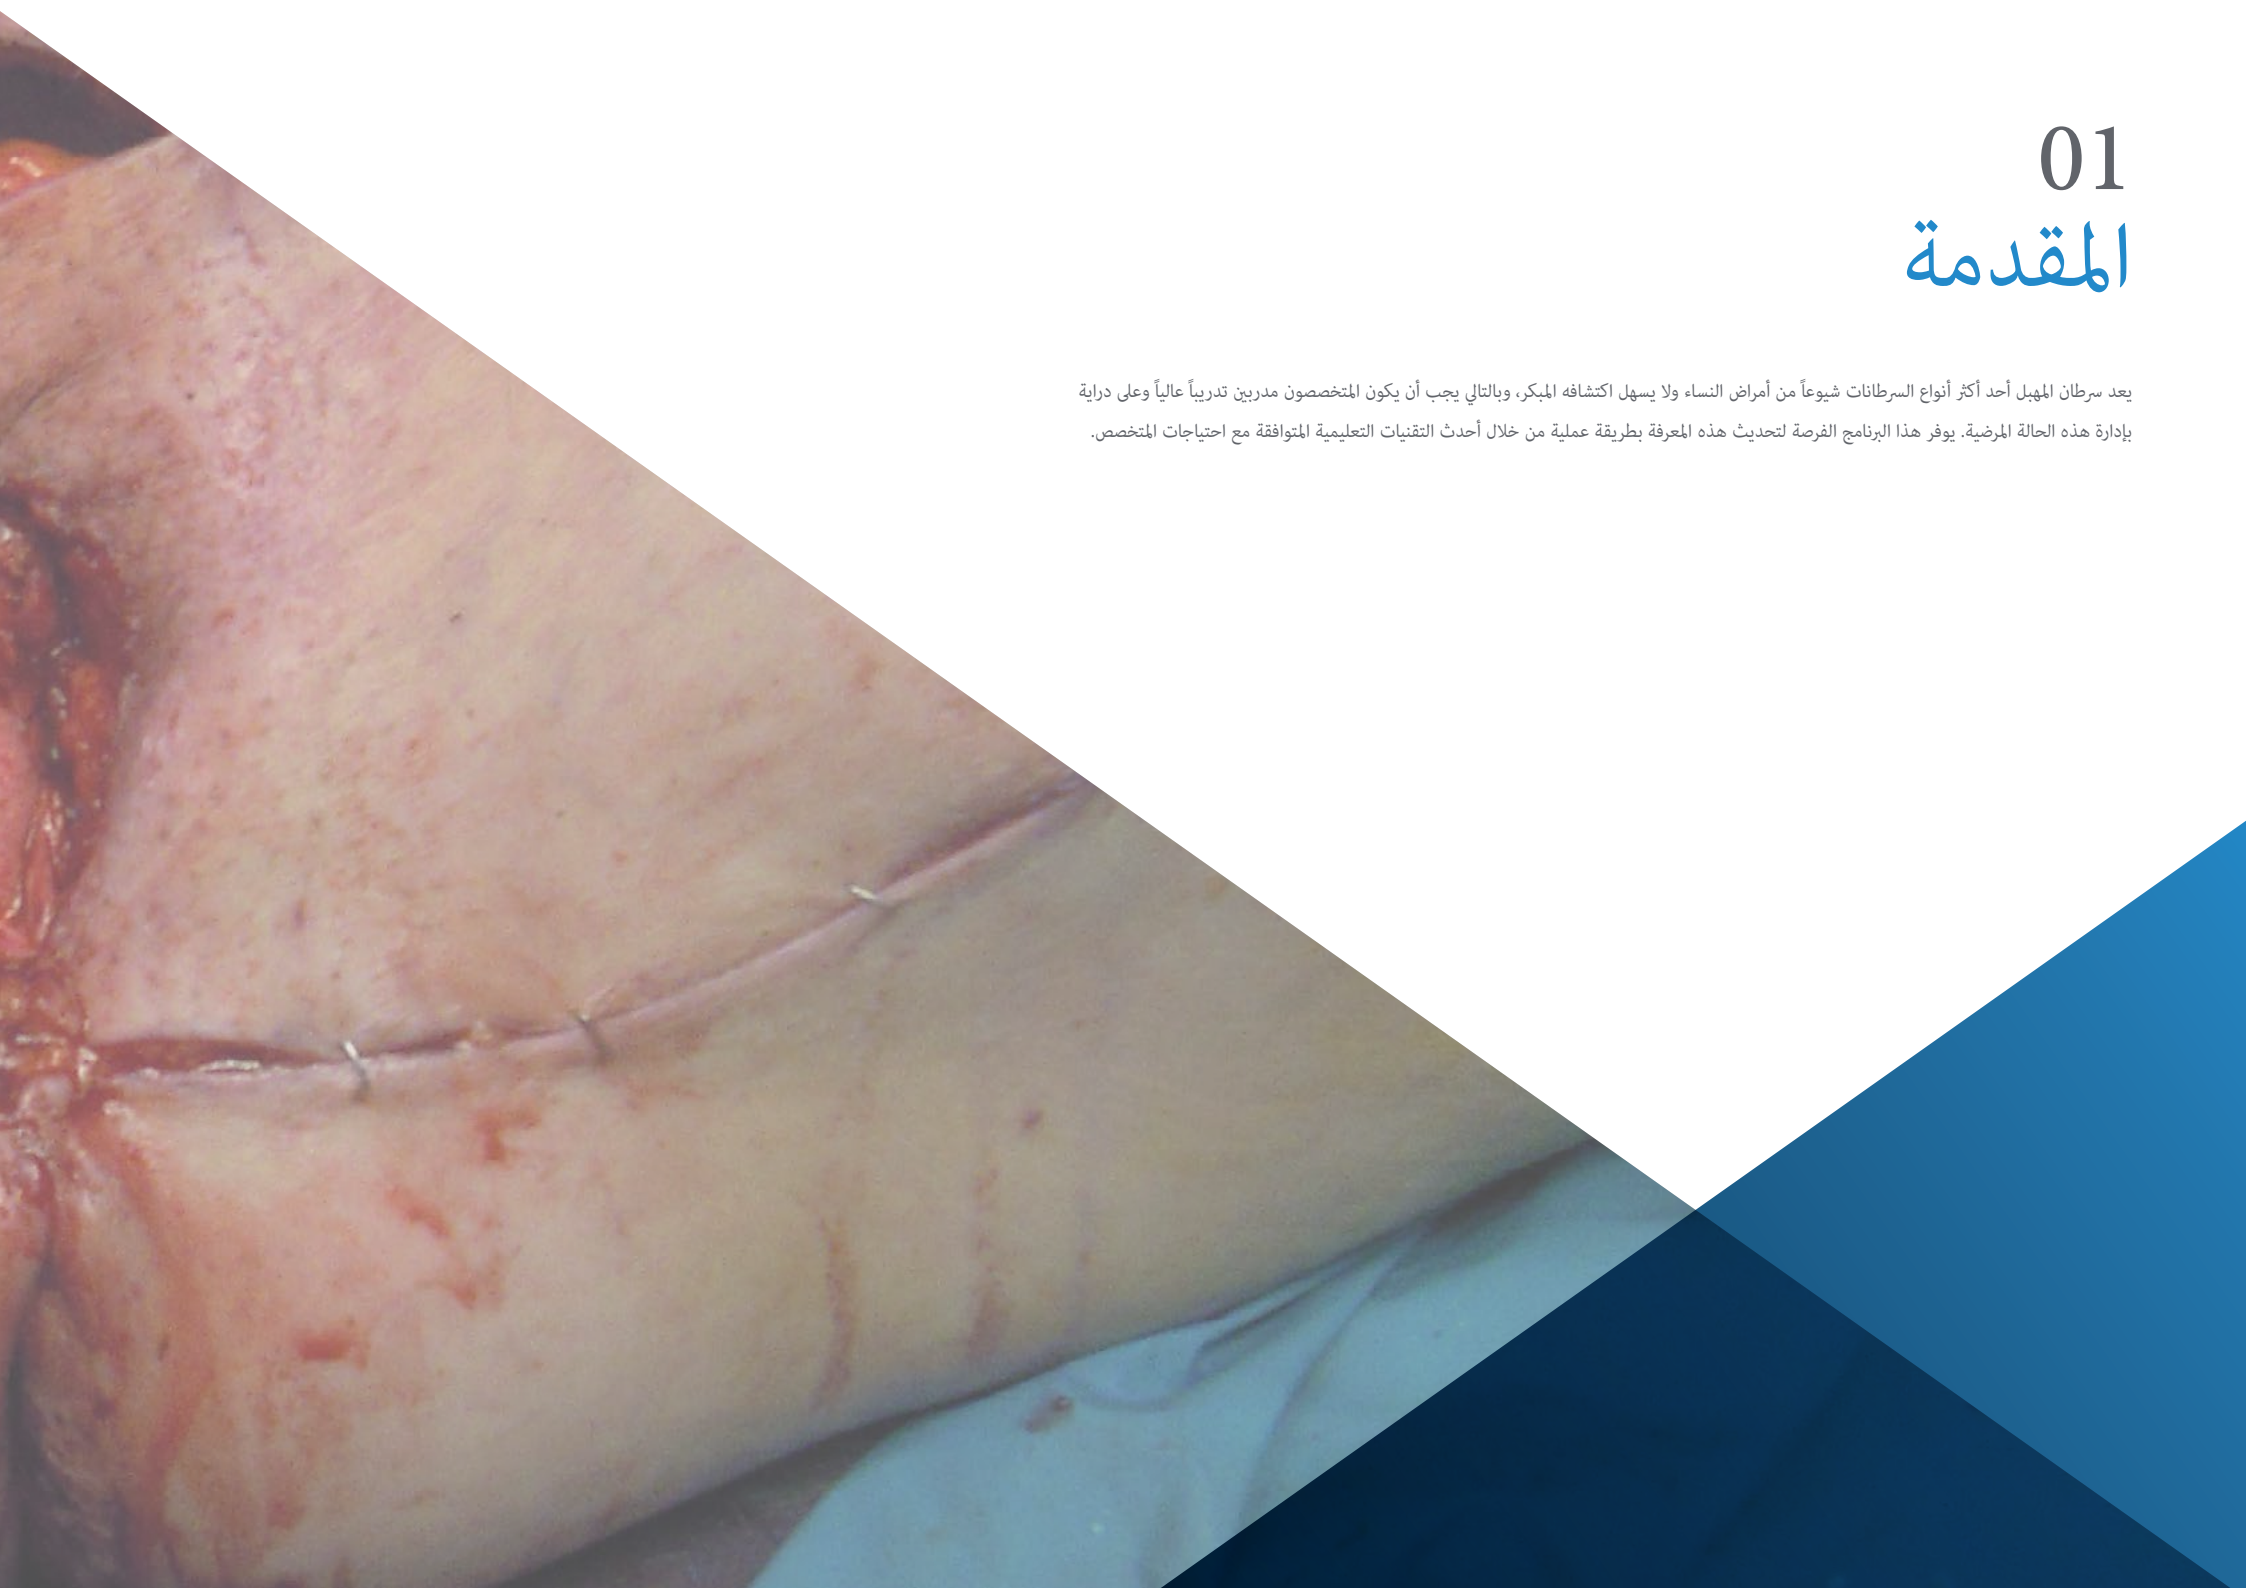 01
المقدمة
يعد سرطان المهبل أحد أكثر أنواع السرطانات شيوعاً من أمراض النساء ولا يسهل اكتشافه المبكر، وبالتالي يجب أن يكون المتخصصون مدربين تدريباً عالياً وعلى دراية
بإدارة هذه الحالة المرضية. يوفر هذا البرنامج الفرصة لتحديث هذه المعرفة بطريقة عملية من خلال أحدث التقنيات التعليمية المتوافقة مع احتياجات المتخصص.